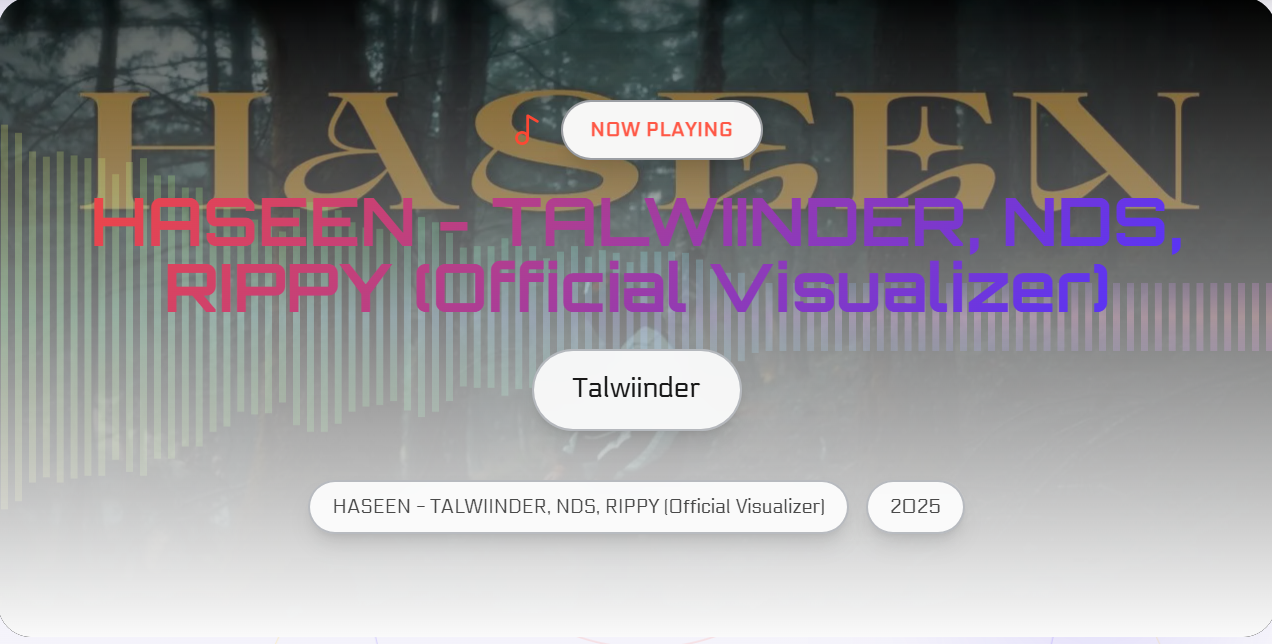 HASEEN
NOW PLAYING
HASEEN - TALWIINDER, NDS,
RIPPY (Official Visualizer)
Talwiinder
HASEEN - TALWIINDER, NDS, RIPPY (Official Visualizer)
2025